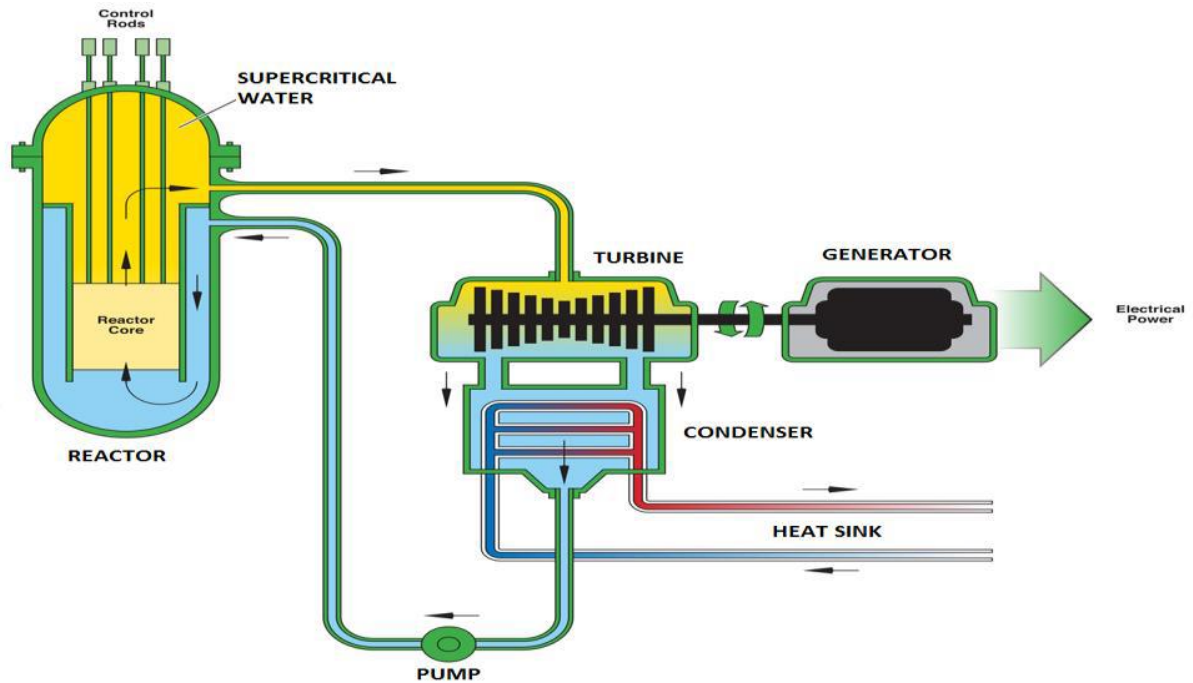 Control
Rods
SUPERCRITICAL
WATER
TURBINE
GENERATOR
Electrical
Power
Reactor
Core
CONDENSER
REACTOR
HEAT SINK
PUMP